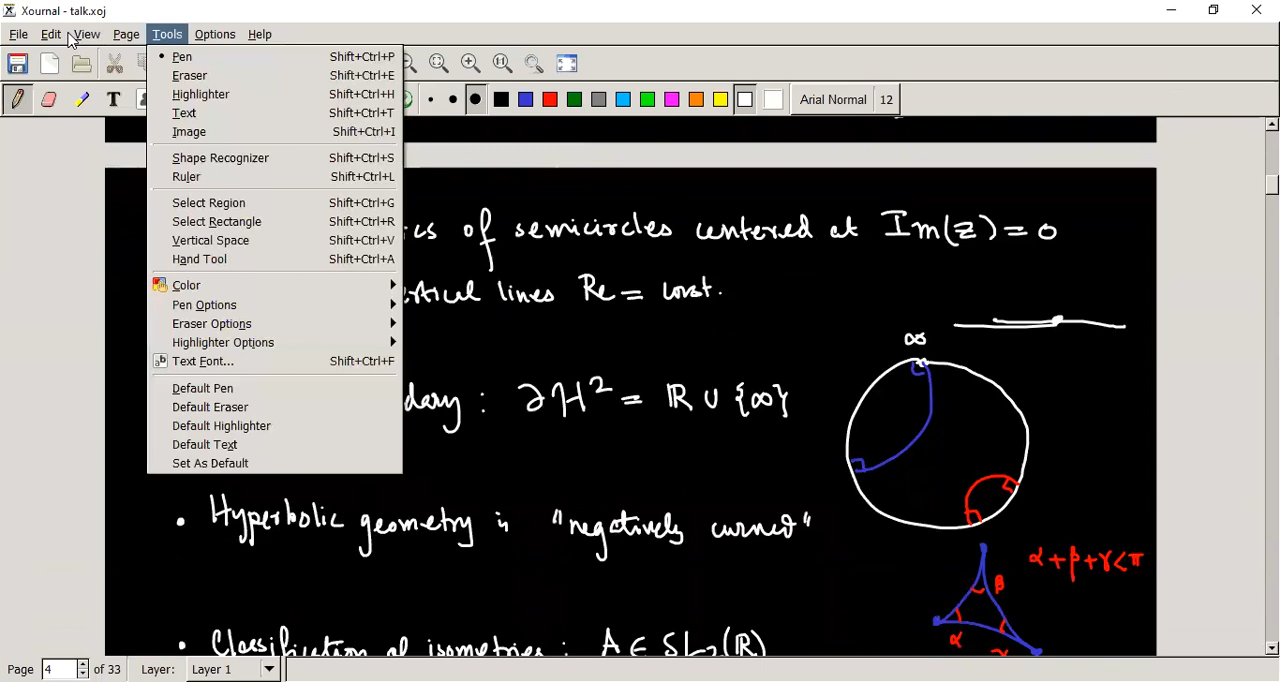 Xournal - talk.xoj
File Edit View Page Tools Options Help
Pen Shift+Ctrl+P
Eraser Shift+Ctrl+E
Highlighter Shift+Ctrl+H
Text Shift+Ctrl+T
Image Shift+Ctrl+I
Shape Recognizer Shift+Ctrl+S
Ruler Shift+Ctrl+L
Select Region Shift+Ctrl+G
Select Rectangle Shift+Ctrl+R
Vertical Space Shift+Ctrl+V
Hand Tool Shift+Ctrl+A
Color
Pen Options
Eraser Options
Highlighter Options
Text Font... Shift+Ctrl+F
Default Pen
Default Eraser
Default Highlighter
Default Text
Set As Default
T
Arial Normal 12
ics of semicircles centered at Im(z) = 0
rtical lines Re = const.
∞
dary : ∂H² = ℝ ∪ {∞}
• Hyperbolic geometry is "negatively curved"
α + β + γ < π
β
α
γ
• Classification of isometries : A ∈ SL₂(ℝ)
Page 4 of 33 Layer: Layer 1